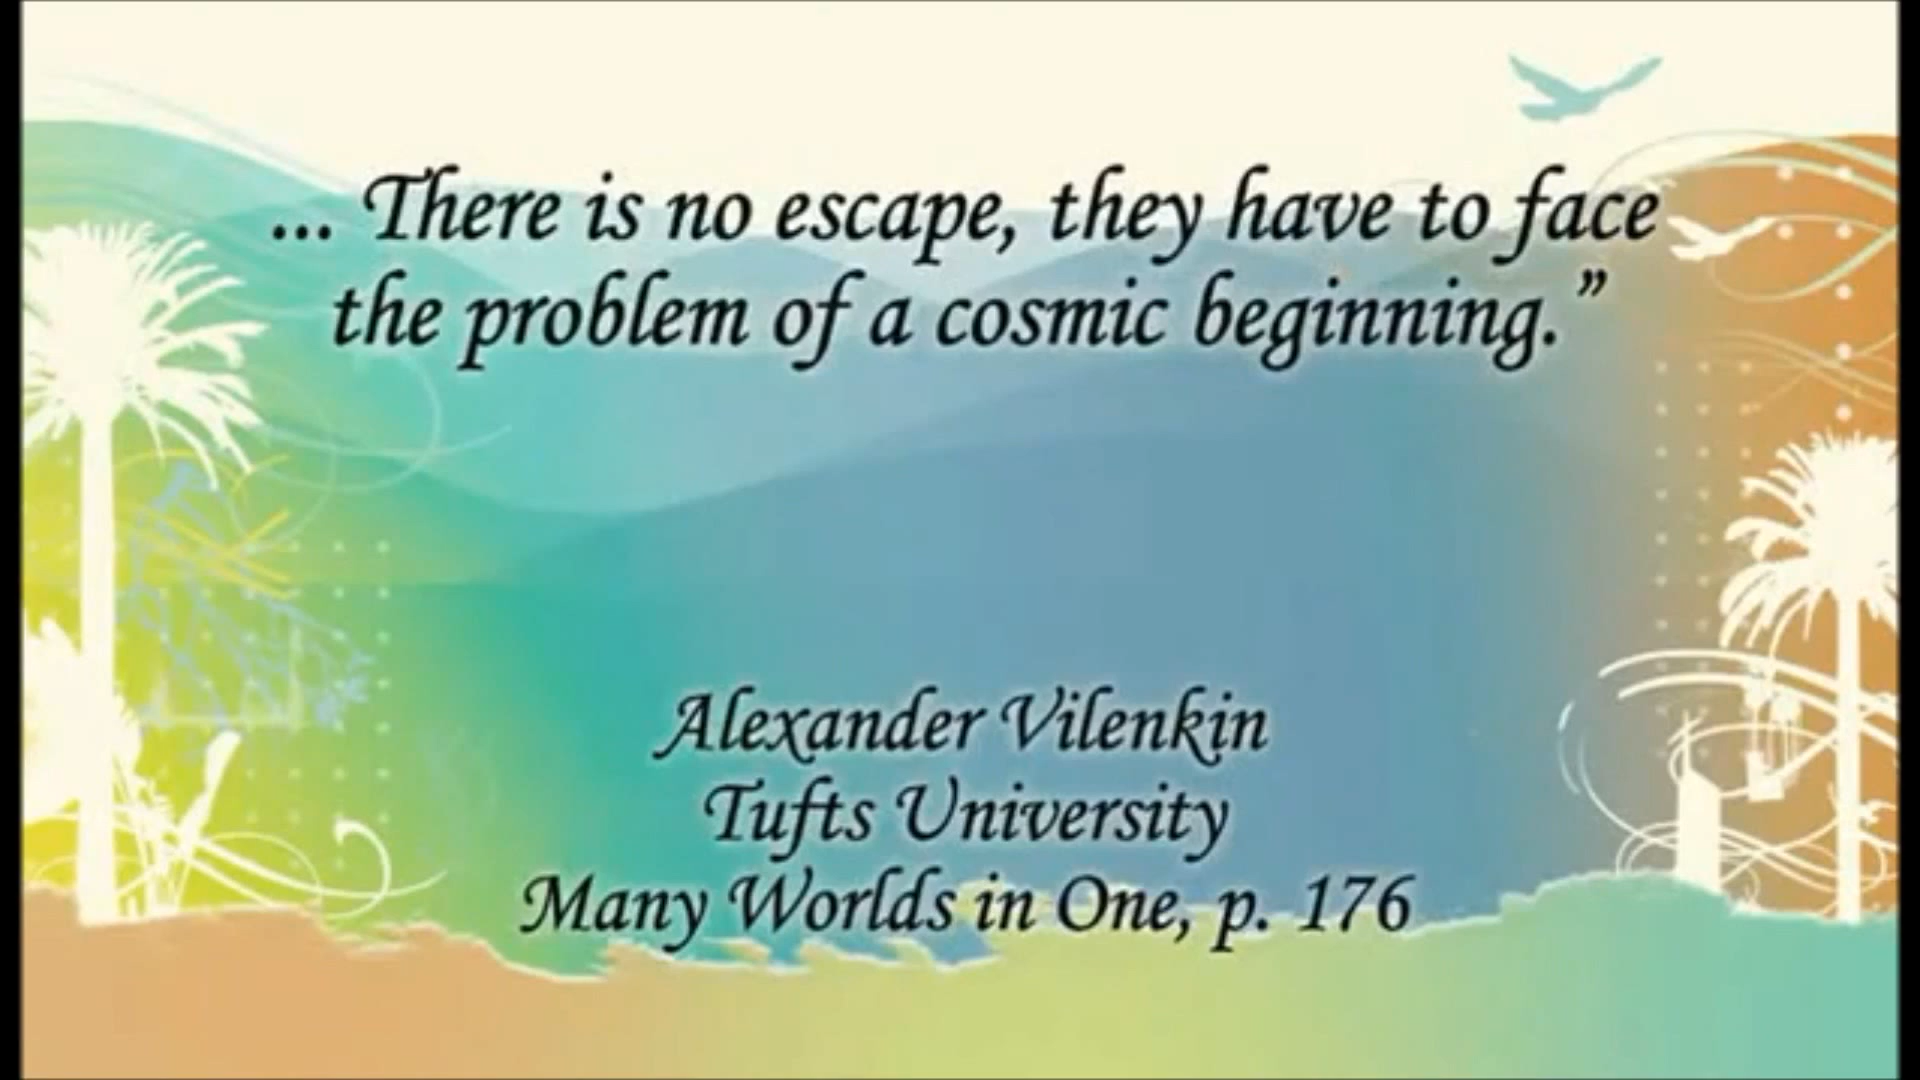 ... There is no escape, they have to face
the problem of a cosmic beginning.”
Alexander Vilenkin
Tufts University
Many Worlds in One, p. 176